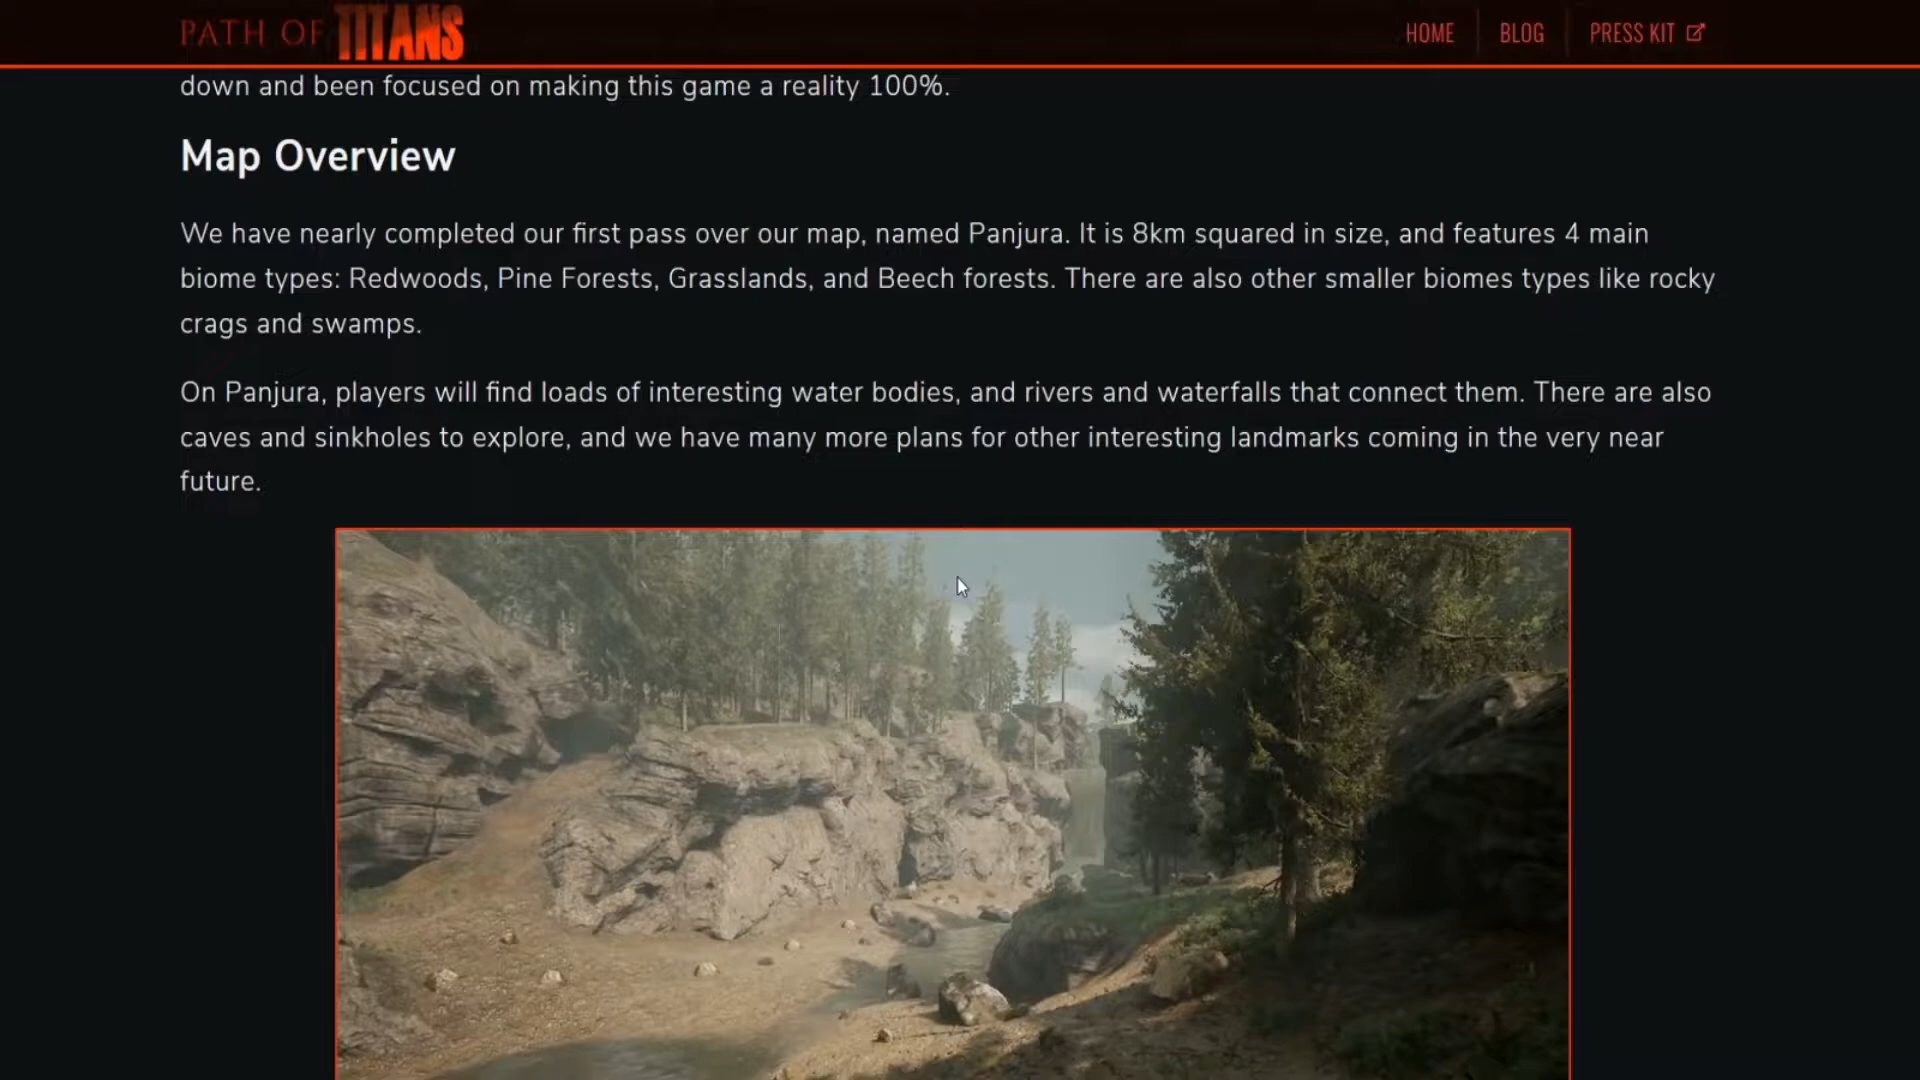 PATH OF TITANS
HOME
BLOG
PRESS KIT
down and been focused on making this game a reality 100%.
Map Overview
We have nearly completed our first pass over our map, named Panjura. It is 8km squared in size, and features 4 main
biome types: Redwoods, Pine Forests, Grasslands, and Beech forests. There are also other smaller biomes types like rocky
crags and swamps.
On Panjura, players will find loads of interesting water bodies, and rivers and waterfalls that connect them. There are also
caves and sinkholes to explore, and we have many more plans for other interesting landmarks coming in the very near
future.